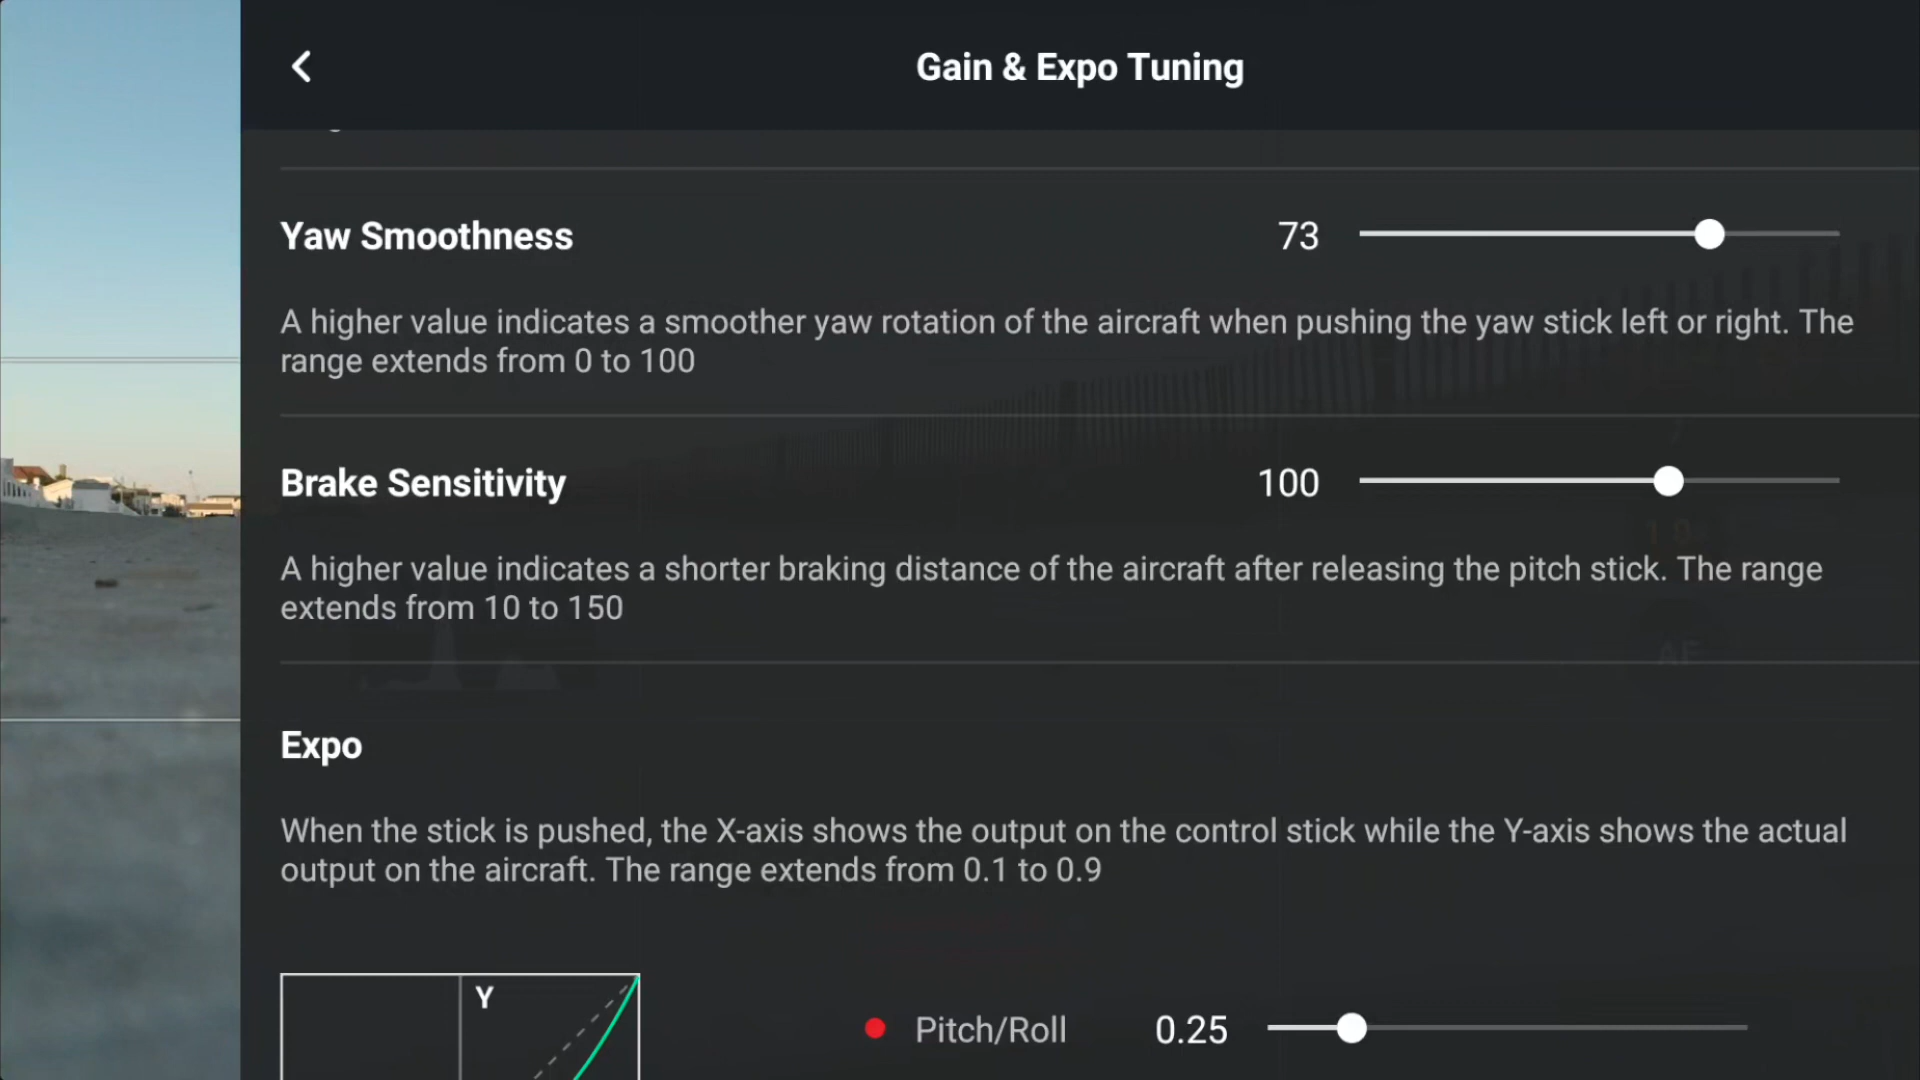 Gain & Expo Tuning
Yaw Smoothness
73
A higher value indicates a smoother yaw rotation of the aircraft when pushing the yaw stick left or right. The
range extends from 0 to 100
Brake Sensitivity
100
A higher value indicates a shorter braking distance of the aircraft after releasing the pitch stick. The range
extends from 10 to 150
AF
Expo
When the stick is pushed, the X-axis shows the output on the control stick while the Y-axis shows the actual
output on the aircraft. The range extends from 0.1 to 0.9
Y
Pitch/Roll
0.25